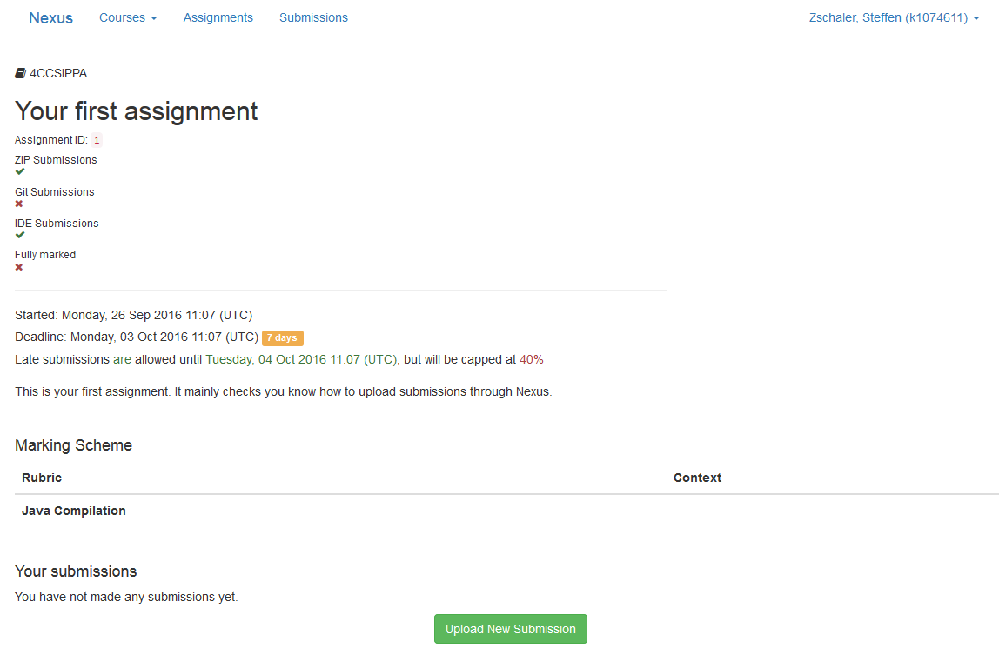 Nexus Courses Assignments Submissions Zschaler, Steffen (k1074611)
4CCSIPPA
Your first assignment
Assignment ID: 1
ZIP Submissions
Git Submissions
IDE Submissions
Fully marked
Started: Monday, 26 Sep 2016 11:07 (UTC)
Deadline: Monday, 03 Oct 2016 11:07 (UTC) 7 days
Late submissions are allowed until Tuesday, 04 Oct 2016 11:07 (UTC), but will be capped at 40%
This is your first assignment. It mainly checks you know how to upload submissions through Nexus.
Marking Scheme
Rubric Context
Java Compilation
Your submissions
You have not made any submissions yet.
Upload New Submission